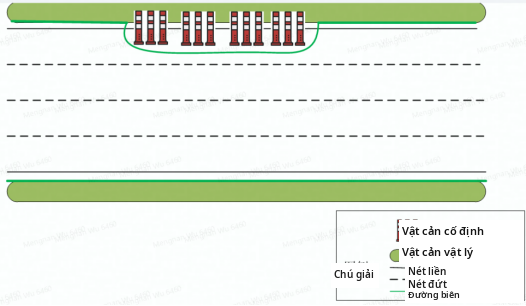 Vật cản cố định
Vật cản vật lý
Chú giải
Nét liền
Nét đứt
Đường biên